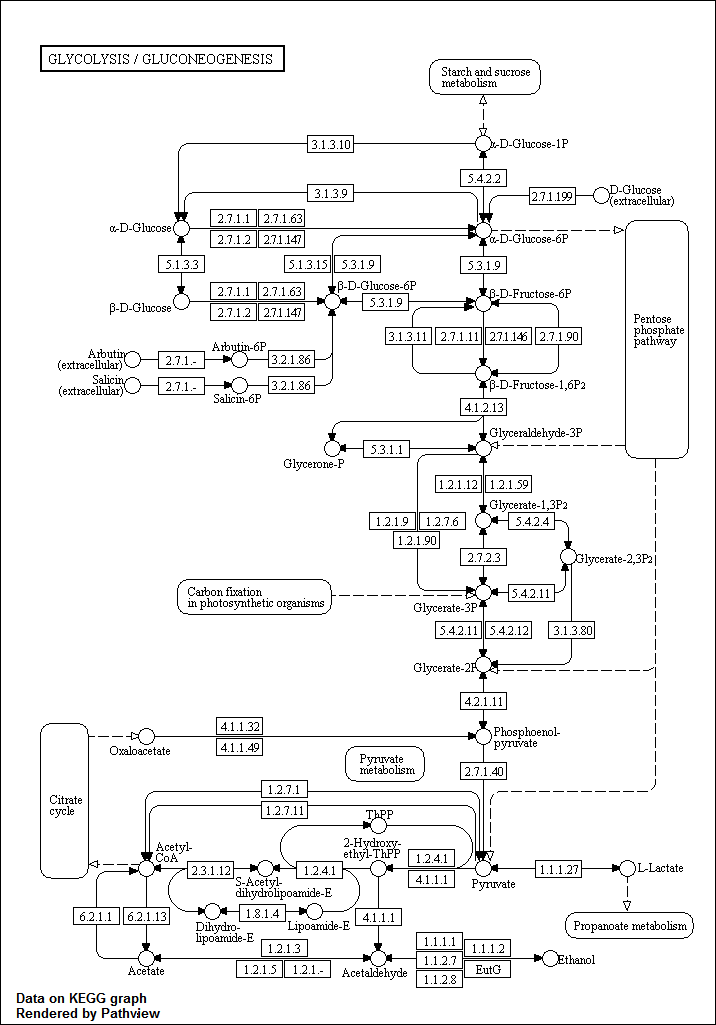 GLYCOLYSIS / GLUCONEOGENESIS
Starch and sucrose
metabolism
3.1.3.10
α-D-Glucose-1P
5.4.2.2
3.1.3.9
2.7.1.199
D-Glucose
(extracellular)
α-D-Glucose
2.7.1.1
2.7.1.63
2.7.1.2
2.7.1.147
α-D-Glucose-6P
5.1.3.3
5.1.3.15
5.3.1.9
5.3.1.9
β-D-Glucose-6P
β-D-Fructose-6P
β-D-Glucose
2.7.1.1
2.7.1.63
2.7.1.2
2.7.1.147
5.3.1.9
Pentose
phosphate
pathway
3.1.3.11
2.7.1.11
2.7.1.146
2.7.1.90
Arbutin
(extracellular)
2.7.1.-
Arbutin-6P
3.2.1.86
Salicin
(extracellular)
2.7.1.-
Salicin-6P
3.2.1.86
β-D-Fructose-1,6P2
4.1.2.13
Glyceraldehyde-3P
5.3.1.1
Glycerone-P
1.2.1.12
1.2.1.59
Glycerate-1,3P2
1.2.1.9
1.2.7.6
5.4.2.4
1.2.1.90
2.7.2.3
Glycerate-2,3P2
Carbon fixation
in photosynthetic organisms
5.4.2.11
Glycerate-3P
5.4.2.11
5.4.2.12
3.1.3.80
Glycerate-2P
4.2.1.11
4.1.1.32
Oxaloacetate
4.1.1.49
Phosphoenol-
pyruvate
Pyruvate
metabolism
2.7.1.40
Citrate
cycle
1.2.7.1
1.2.7.11
ThPP
Acetyl-
CoA
2-Hydroxy-
ethyl-ThPP
2.3.1.12
1.2.4.1
1.2.4.1
4.1.1.1
S-Acetyl-
dihydrolipoamide-E
Pyruvate
1.1.1.27
L-Lactate
6.2.1.1
6.2.1.13
1.8.1.4
Dihydro-
lipoamide-E
Lipoamide-E
4.1.1.1
Propanoate metabolism
1.2.1.3
1.2.1.5
1.2.1.-
Acetate
Acetaldehyde
1.1.1.1
1.1.1.2
1.1.2.7
EutG
1.1.2.8
Ethanol
Data on KEGG graph
Rendered by Pathview